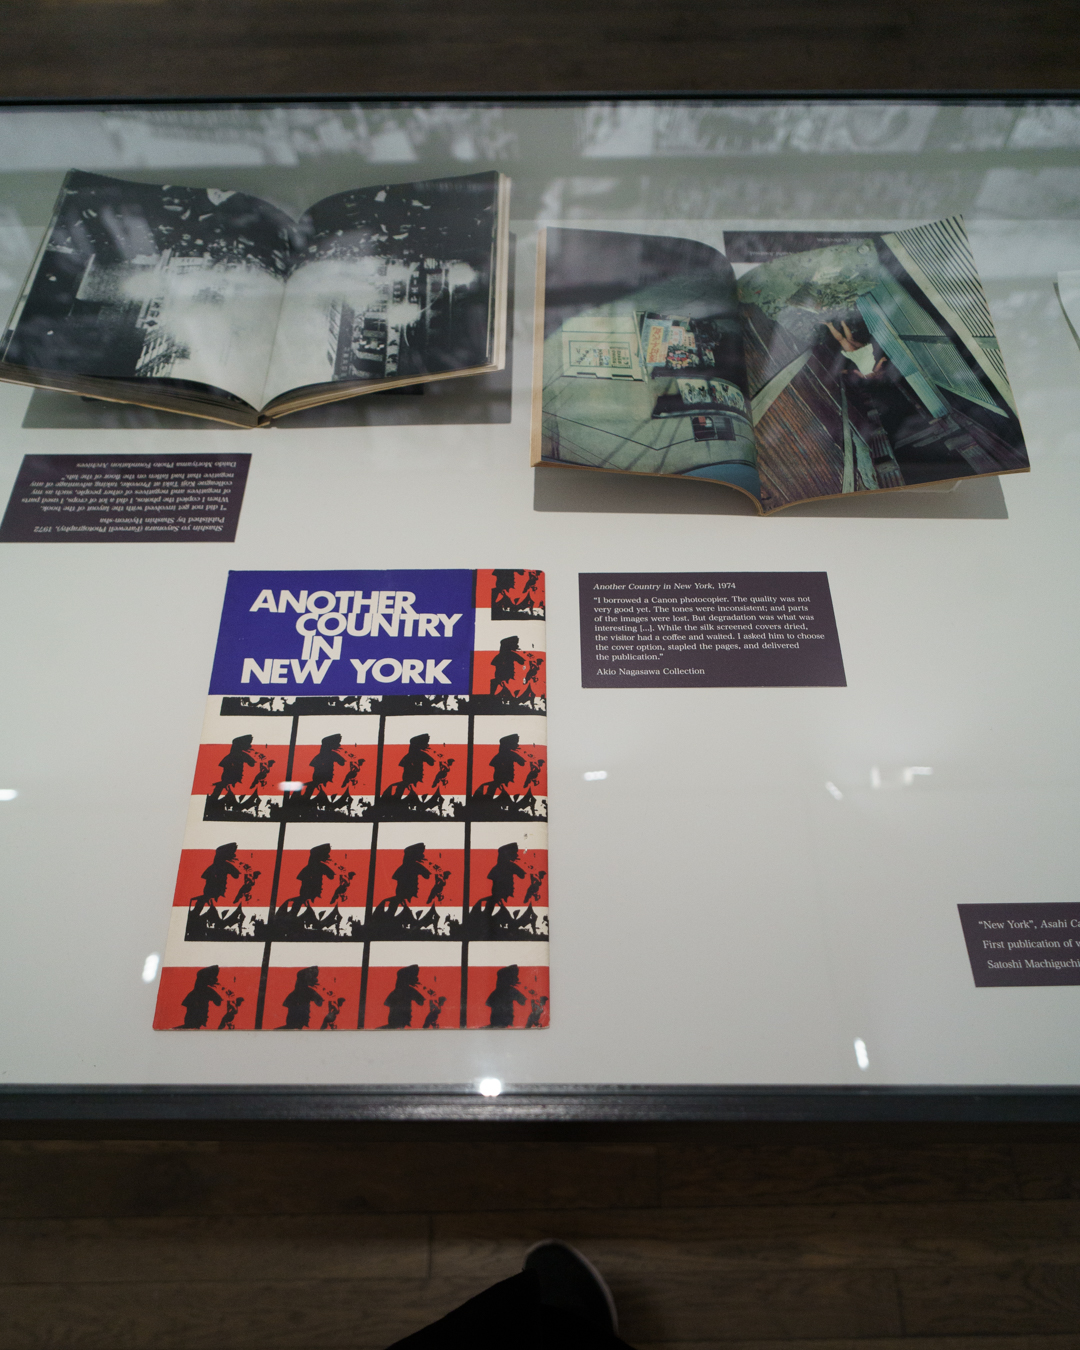 Shashin yo Sayonara (Farewell Photography), 1972
Published by Shashin Hyoron-sha
"I did not get involved with the layout of the book.
When I copied the photos, I did a lot of crops, I used parts
of negatives and negatives of other people, such as my
colleague Koji Taki at Provoke, taking advantage of any of
negative that had fallen on the floor of the lab."
Daido Moriyama Photo Foundation Archives
ANOTHER
COUNTRY
IN
NEW YORK
Another Country in New York, 1974
"I borrowed a Canon photocopier. The quality was not
very good yet. The tones were inconsistent; and parts
of the images were lost. But degradation was what was
interesting [...]. While the silk screened covers dried,
the visitor had a coffee and waited. I asked him to choose
the cover option, stapled the pages, and delivered
the publication."
Akio Nagasawa Collection
"New York", Asahi
First publication of
Satoshi Machiguchi